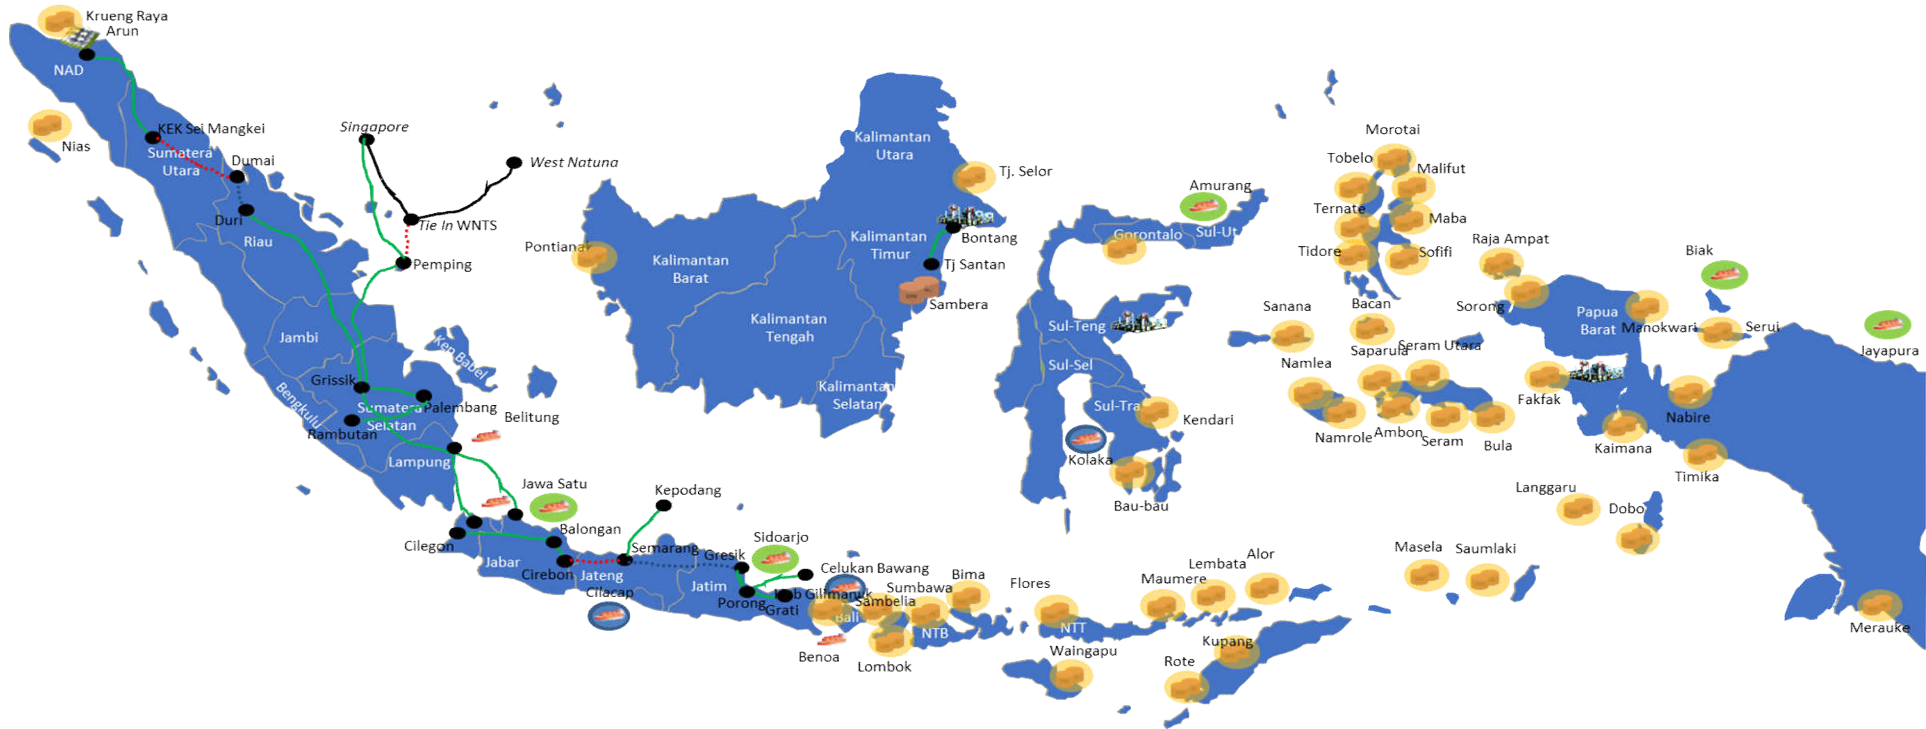 Krueng Raya
Arun
NAD
Nias
KEK Sei Mangkei
Sumatera
Utara
Dumai
Duri
Riau
Singapore
West Natuna
Tie In WNTS
Pemping
Jambi
Kep Babel
Bengkulu
Grissik
Palembang
Sumatera
Selatan
Rambutan
Belitung
Lampung
Jawa Satu
Cilegon
Balongan
Jabar
Cirebon
Jateng
Cilacap
Semarang
Kepodang
Gresik
Sidoarjo
Jatim
Porong
Grati
Celukan Bawang
Gilimanuk
Bali
Benoa
Sambelia
Lombok
Sumbawa
NTB
Bima
Flores
NTT
Waingapu
Maumere
Lembata
Alor
Kupang
Rote
Pontianak
Kalimantan
Barat
Kalimantan
Tengah
Kalimantan
Selatan
Kalimantan
Timur
Kalimantan
Utara
Tj. Selor
Bontang
Tj Santan
Sambera
Amurang
Gorontalo
Sul-Ut
Sul-Teng
Sul-Sel
Sul-Tra
Kendari
Kolaka
Bau-bau
Morotai
Tobelo
Malifut
Ternate
Maba
Tidore
Sofifi
Bacan
Sanana
Saparula
Seram Utara
Namlea
Namrole
Ambon
Seram
Bula
Raja Ampat
Sorong
Papua
Barat
Manokwari
Biak
Serui
Jayapura
Fakfak
Nabire
Kaimana
Timika
Langgaru
Dobo
Masela
Saumlaki
Merauke